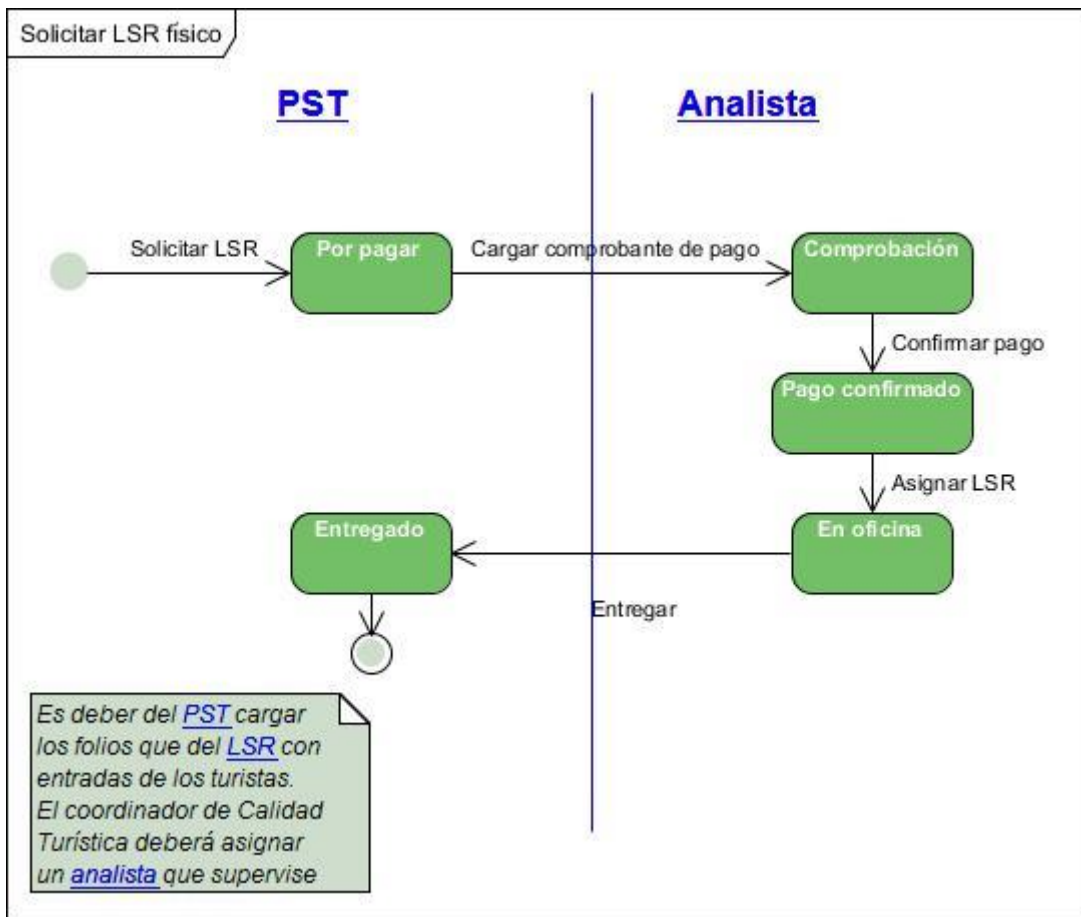 Solicitar LSR físico
PST
Analista
Solicitar LSR
Por pagar
Cargar comprobante de pago
Comprobación
Confirmar pago
Pago confirmado
Asignar LSR
Entregado
En oficina
Entregar
Es deber del PST cargar
los folios que del LSR con
entradas de los turistas.
El coordinador de Calidad
Turística deberá asignar
un analista que supervise